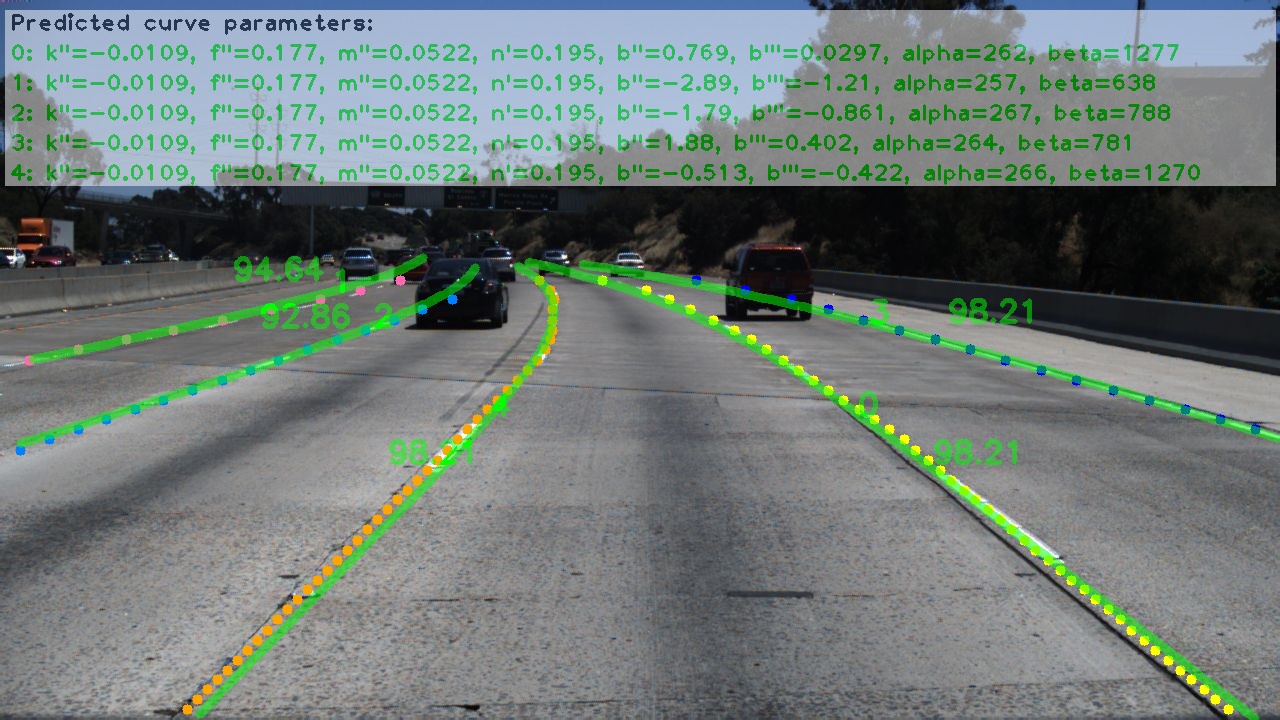 Predicted curve parameters:
0: k''=-0.0109, f''=0.177, m''=0.0522, n'=0.195, b''=0.769, b'''=0.0297, alpha=262, beta=1277
1: k''=-0.0109, f''=0.177, m''=0.0522, n'=0.195, b''=-2.89, b'''=-1.21, alpha=257, beta=638
2: k''=-0.0109, f''=0.177, m''=0.0522, n'=0.195, b''=-1.79, b'''=-0.861, alpha=267, beta=788
3: k''=-0.0109, f''=0.177, m''=0.0522, n'=0.195, b''=1.88, b'''=0.402, alpha=264, beta=781
4: k''=-0.0109, f''=0.177, m''=0.0522, n'=0.195, b''=-0.513, b'''=-0.422, alpha=266, beta=1270
94.64 1
92.86 2
3 98.21
4
0
98.21
98.21